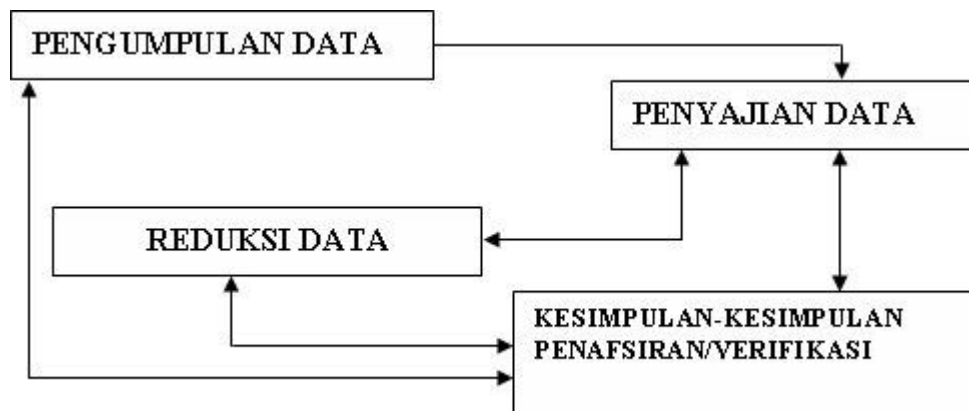 PENGUMPULAN DATA
PENYAJIAN DATA
REDUKSI DATA
KESIMPULAN-KESIMPULAN
PENAFSIRAN/VERIFIKASI